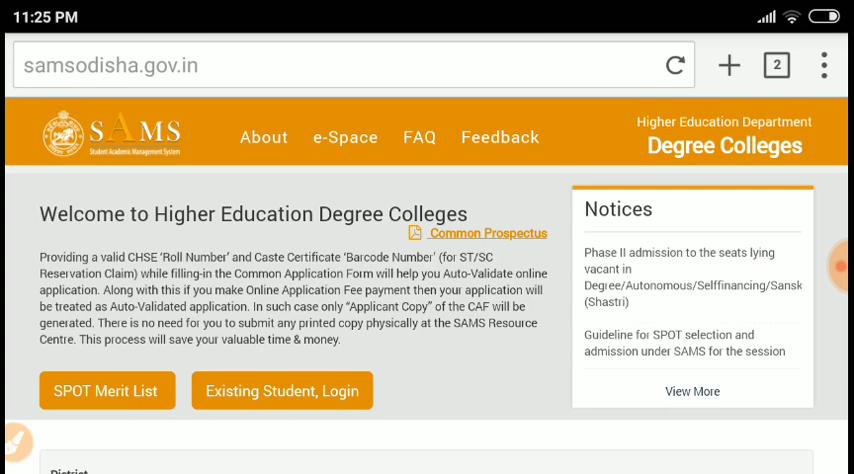 11:25 PM
samsodisha.gov.in
2
SAMS
Student Academic Management System
About e-Space FAQ Feedback
Higher Education Department
Degree Colleges
Welcome to Higher Education Degree Colleges
Common Prospectus
Providing a valid CHSE ‘Roll Number’ and Caste Certificate ‘Barcode Number’ (for ST/SC
Reservation Claim) while filling-in the Common Application Form will help you Auto-Validate online
application. Along with this if you make Online Application Fee payment then your application will
be treated as Auto-Validated application. In such case only “Applicant Copy” of the CAF will be
generated. There is no need for you to submit any printed copy physically at the SAMS Resource
Centre. This process will save your valuable time & money.
SPOT Merit List
Existing Student, Login
Notices
Phase II admission to the seats lying
vacant in
Degree/Autonomous/Selffinancing/Sansk
(Shastri)
Guideline for SPOT selection and
admission under SAMS for the session
View More
District